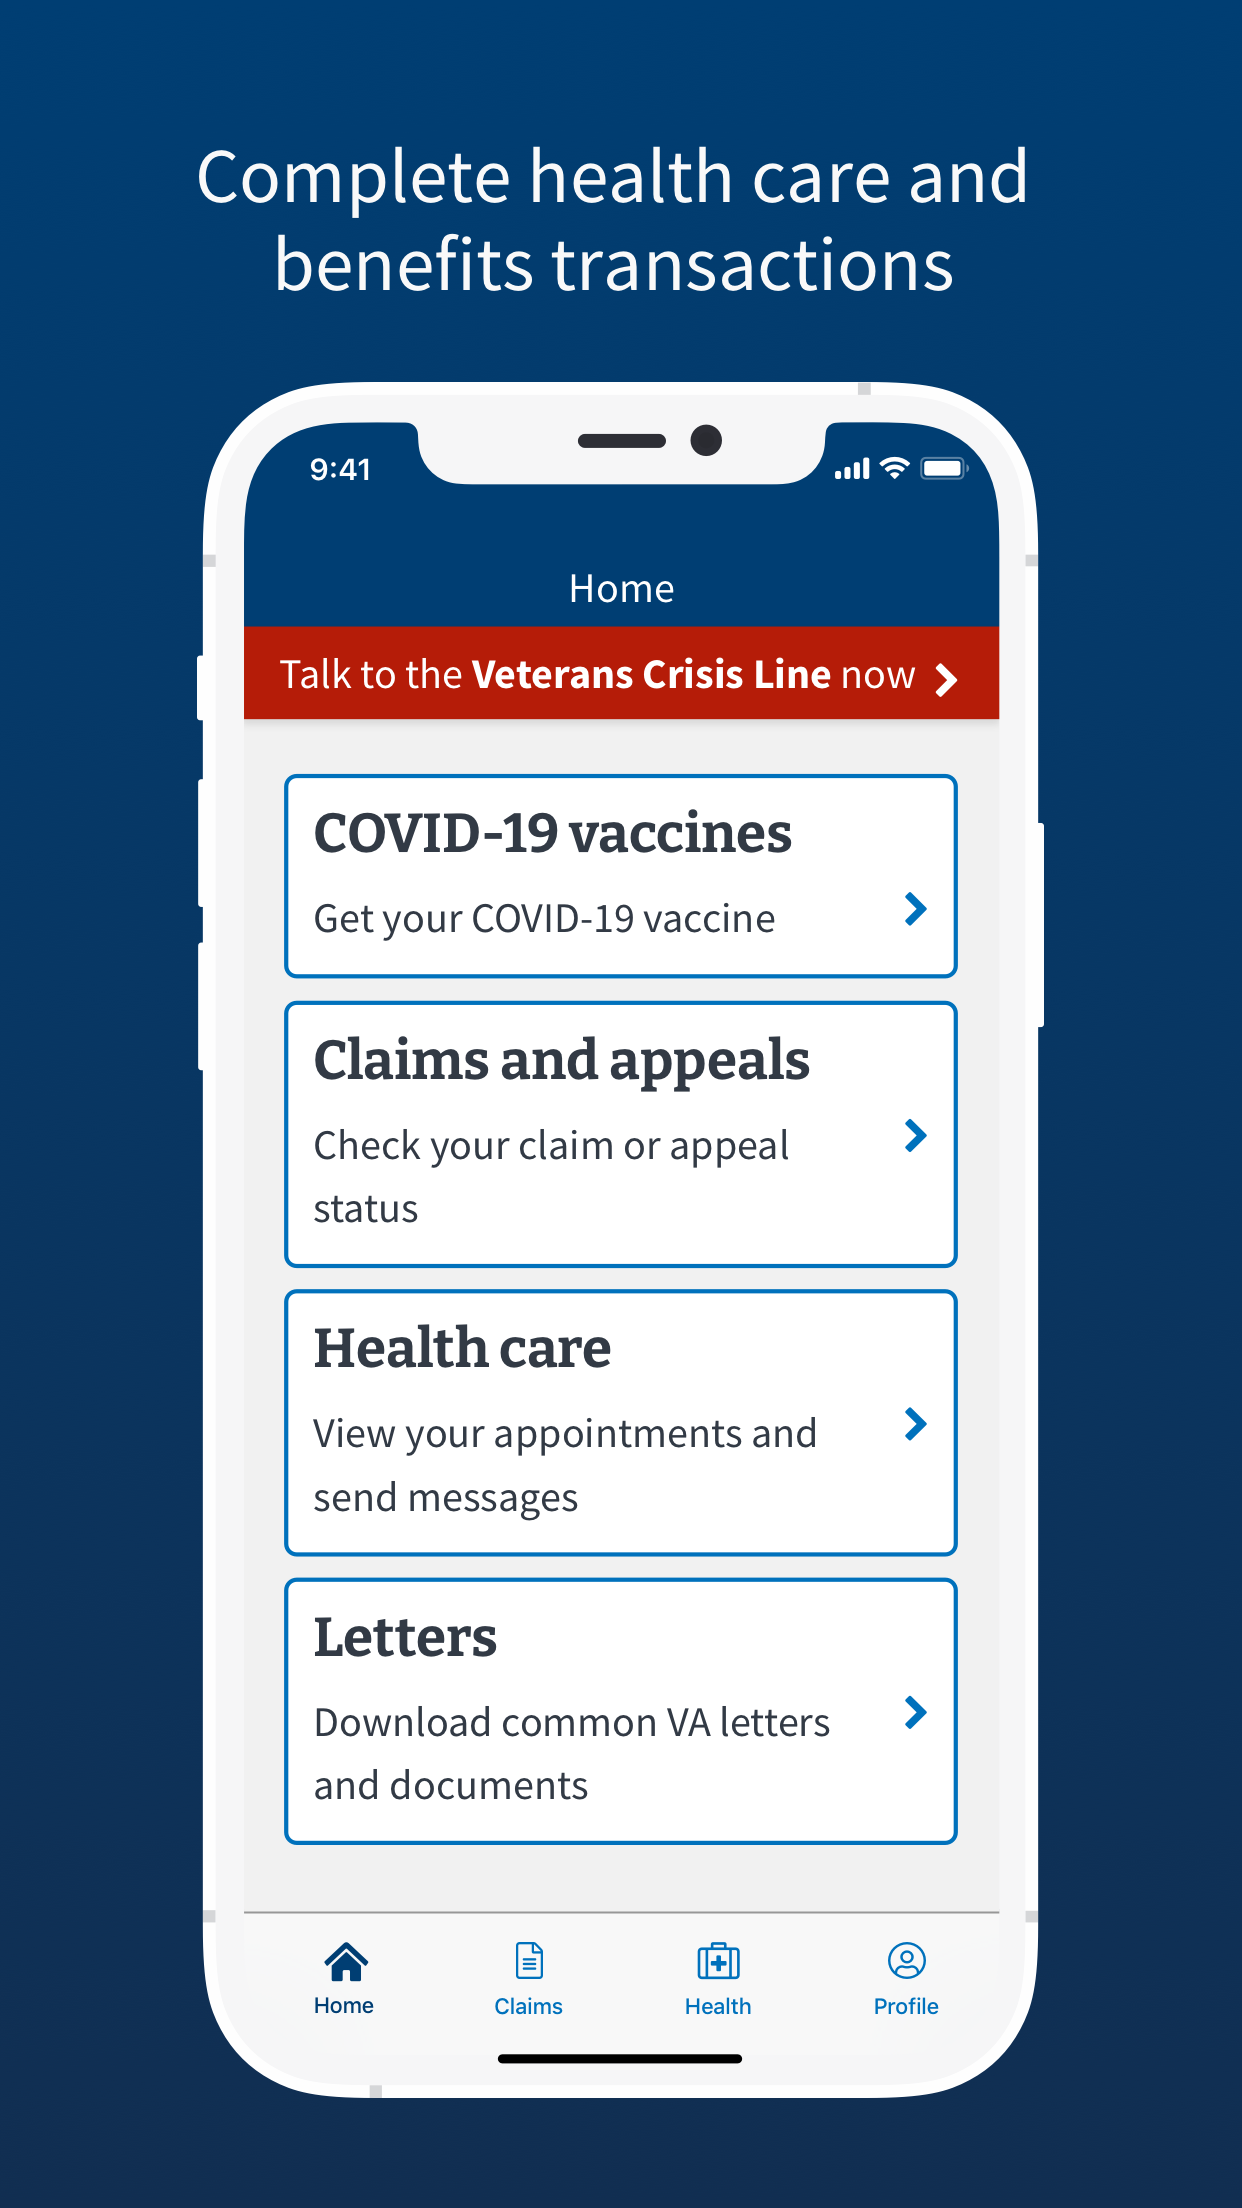 Complete health care and
benefits transactions
9:41
Home
Talk to the Veterans Crisis Line now
COVID-19 vaccines
Get your COVID-19 vaccine
Claims and appeals
Check your claim or appeal
status
Health care
View your appointments and
send messages
Letters
Download common VA letters
and documents
Home
Claims
Health
Profile